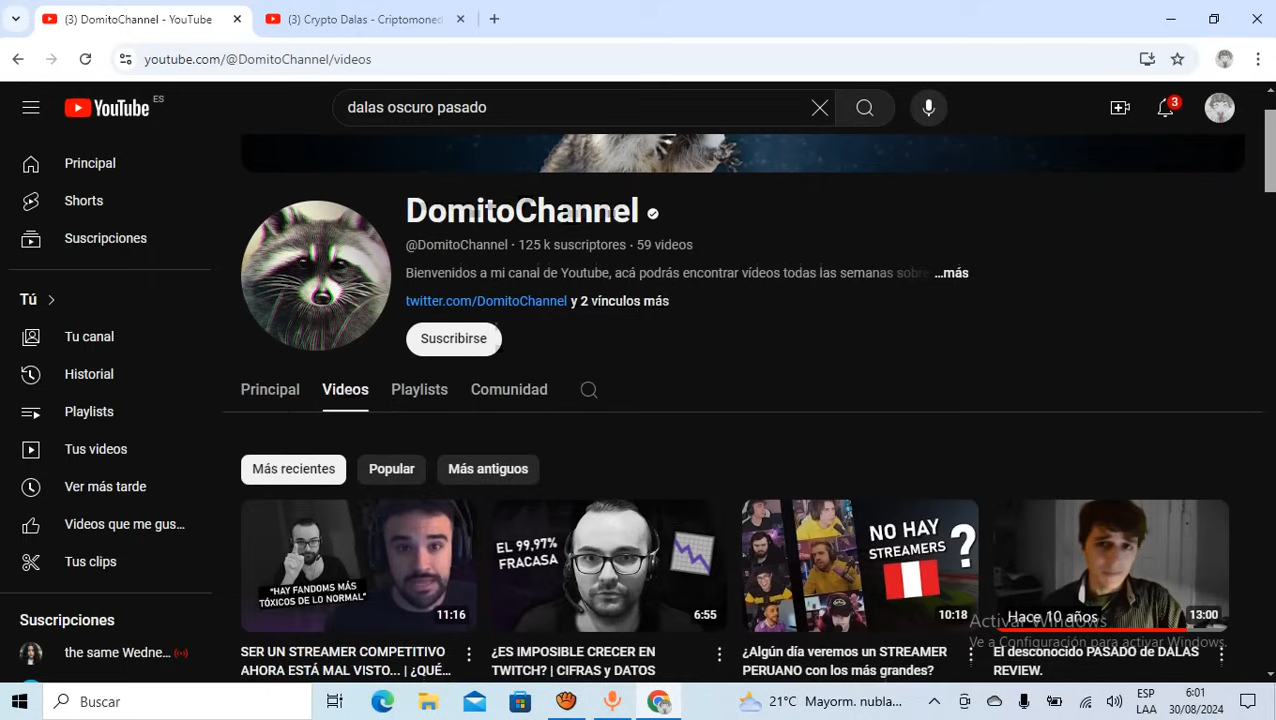 (3) DomitoChannel - YouTube
(3) Crypto Dalas - Criptomoned
youtube.com/@DomitoChannel/videos
YouTube ES
dalas oscuro pasado
3
Principal
Shorts
Suscripciones
Tú
Tu canal
Historial
Playlists
Tus videos
Ver más tarde
Videos que me gus...
Tus clips
Suscripciones
the same Wedne...
DomitoChannel
@DomitoChannel · 125 k suscriptores · 59 videos
Bienvenidos a mi canal de Youtube, acá podrás encontrar vídeos todas las semanas sobre ...más
twitter.com/DomitoChannel y 2 vínculos más
Suscribirse
Principal Videos Playlists Comunidad
Más recientes Popular Más antiguos
"HAY FANDOMS MÁS
TÓXICOS DE LO NORMAL"
11:16
SER UN STREAMER COMPETITIVO
AHORA ESTÁ MAL VISTO... | ¿QUÉ...
EL 99,97%
FRACASA
6:55
¿ES IMPOSIBLE CRECER EN
TWITCH? | CIFRAS y DATOS
NO HAY
STREAMERS
?
10:18
¿Algún día veremos un STREAMER
PERUANO con los más grandes?
Hace 10 años
13:00
El desconocido PASADO de DALAS
REVIEW.
Activar Windows
Ve a Configuración para activar Windows.
Buscar
21°C Mayorm. nubla...
ESP
LAA
6:01
30/08/2024